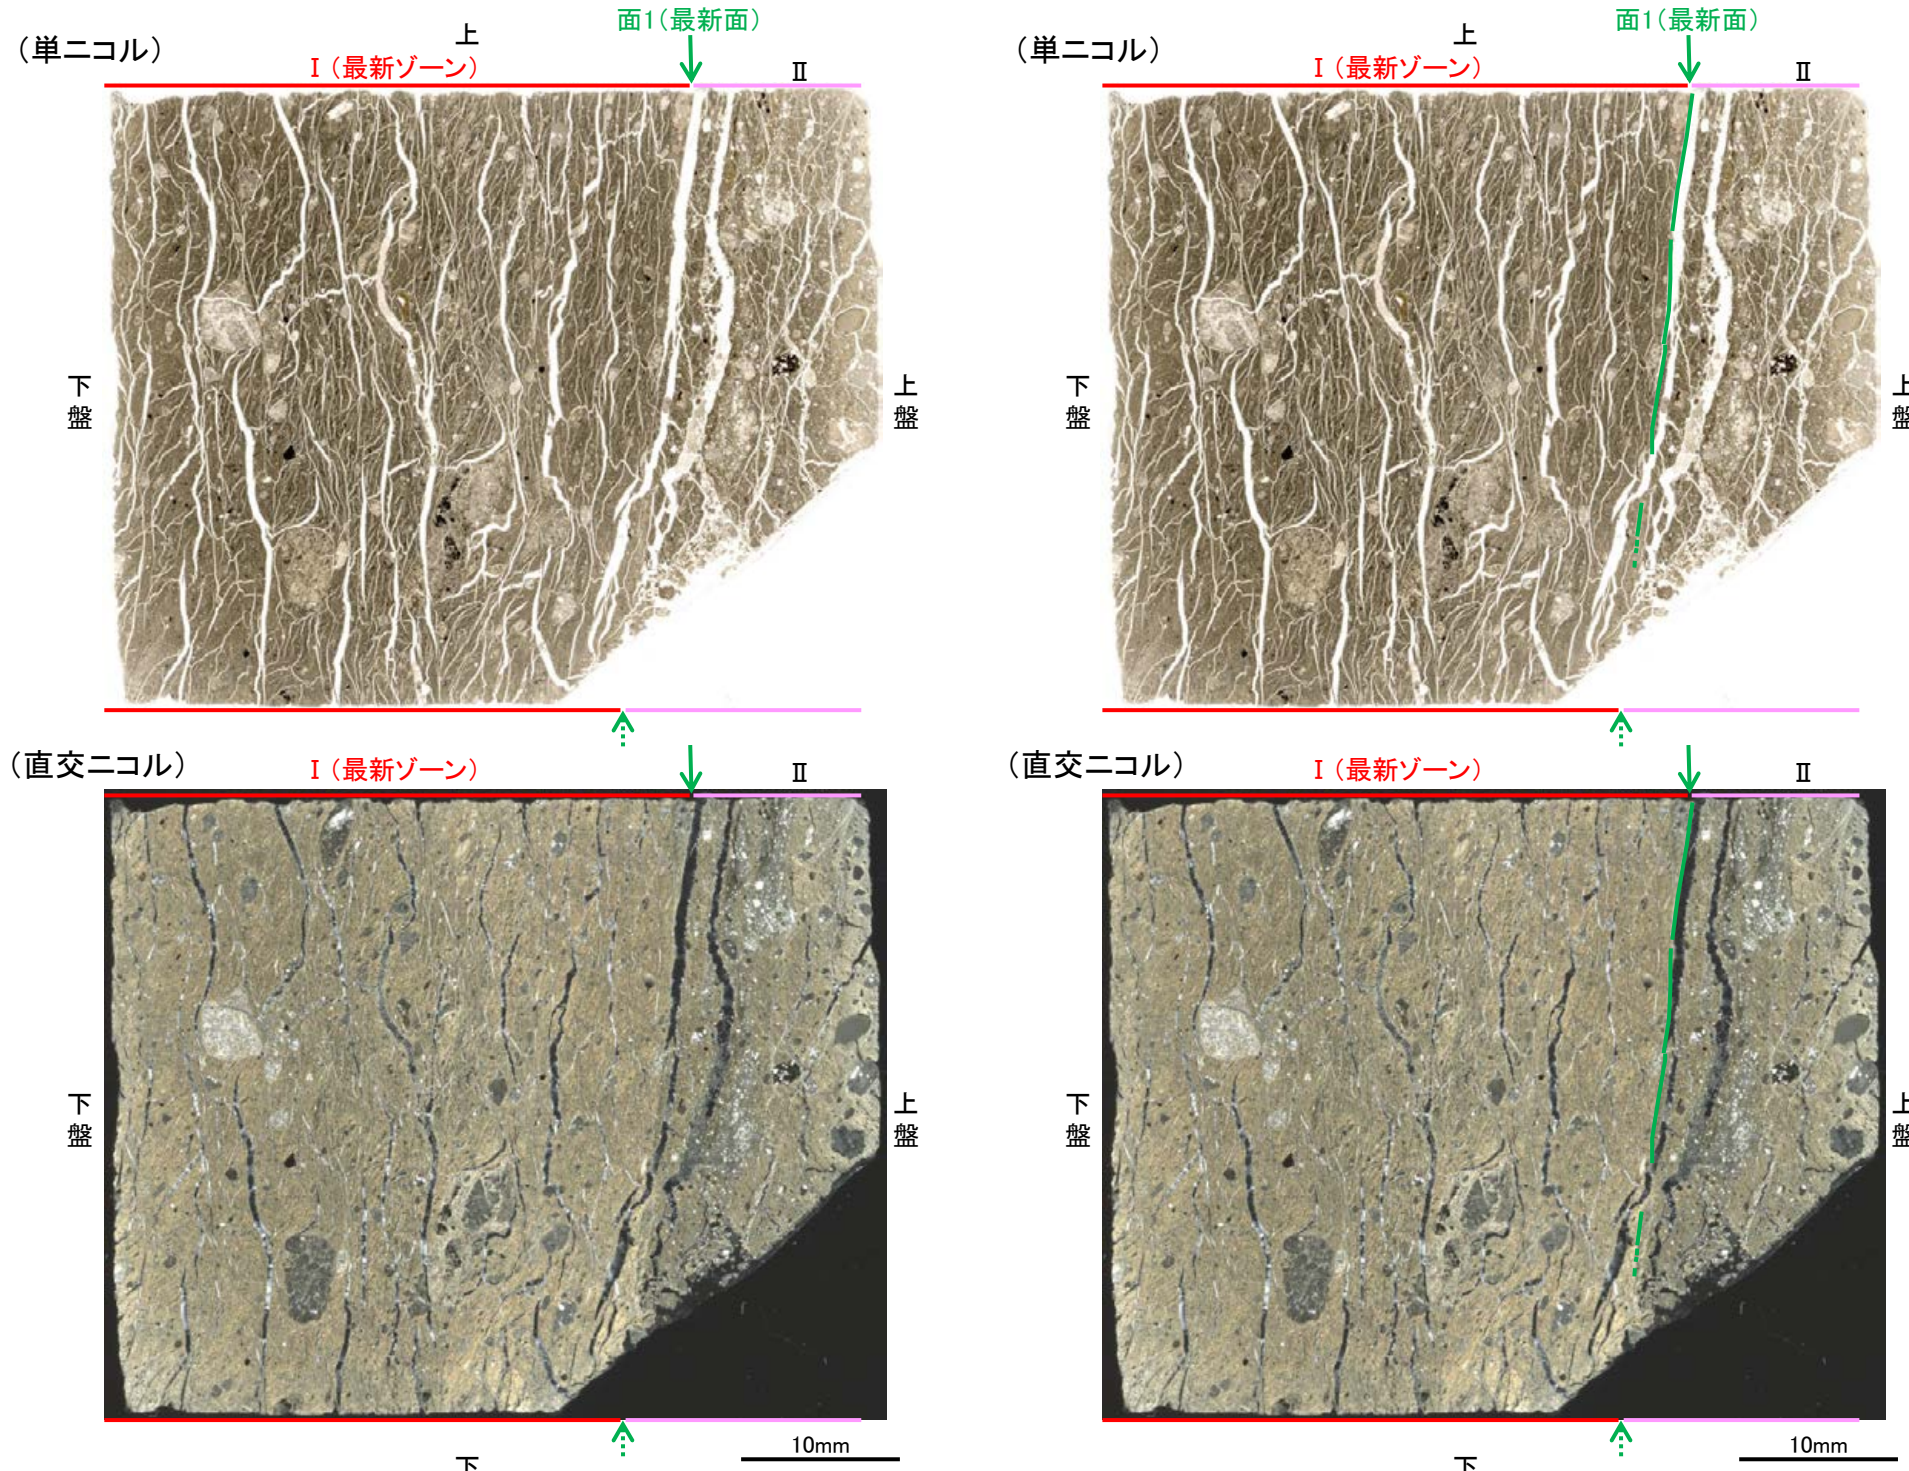 面1(最新面)
(単ニコル)
上
I(最新ゾーン)
Ⅱ
下盤
上盤
(直交ニコル)
I(最新ゾーン)
Ⅱ
下盤
上盤
10mm
下
面1(最新面)
(単ニコル)
上
I(最新ゾーン)
Ⅱ
下盤
上盤
(直交ニコル)
I(最新ゾーン)
Ⅱ
下盤
上盤
10mm
下